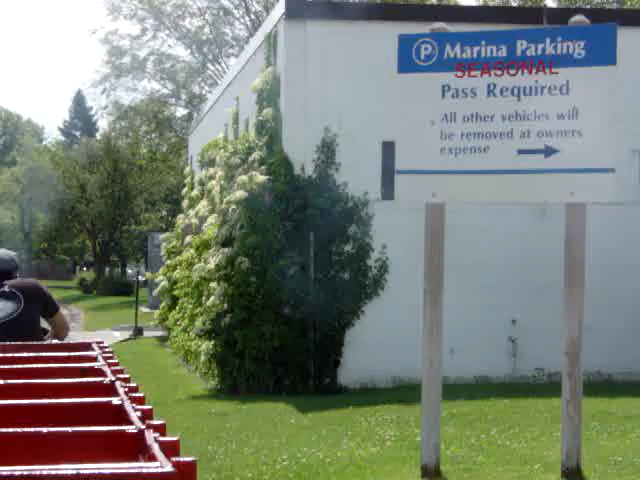 P Marina Parking
SEASONAL
Pass Required
All other vehicles will
be removed at owners
expense